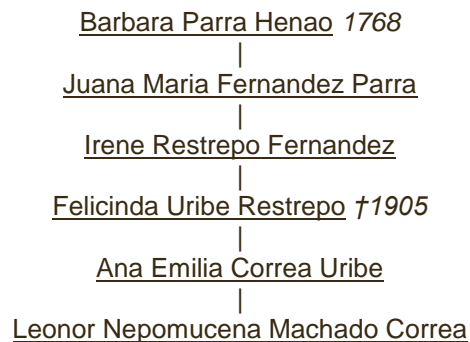 Barbara Parra Henao 1768
|
Juana Maria Fernandez Parra
|
Irene Restrepo Fernandez
|
Felicinda Uribe Restrepo †1905
|
Ana Emilia Correa Uribe
|
Leonor Nepomucena Machado Correa